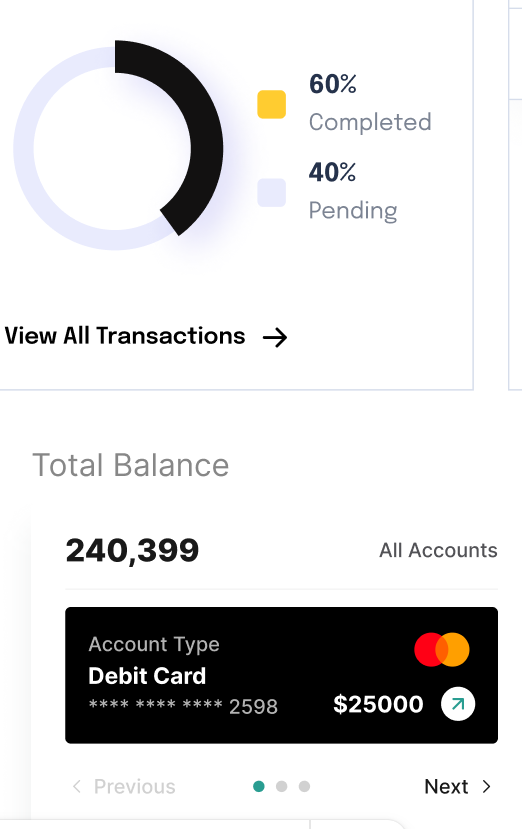 60%
Completed
40%
Pending
View All Transactions
Total Balance
240,399
All Accounts
Account Type
Debit Card
**** **** **** 2598
$25000
Previous
Next